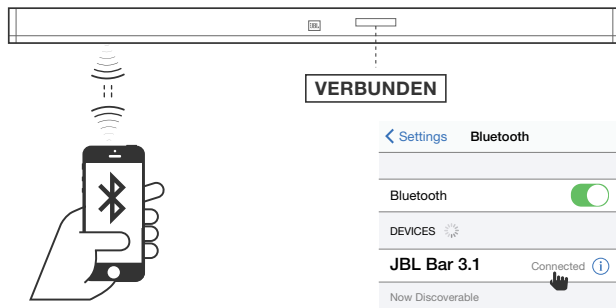 JBL
VERBUNDEN
Settings Bluetooth
Bluetooth
DEVICES
JBL Bar 3.1 Connected i
Now Discoverable